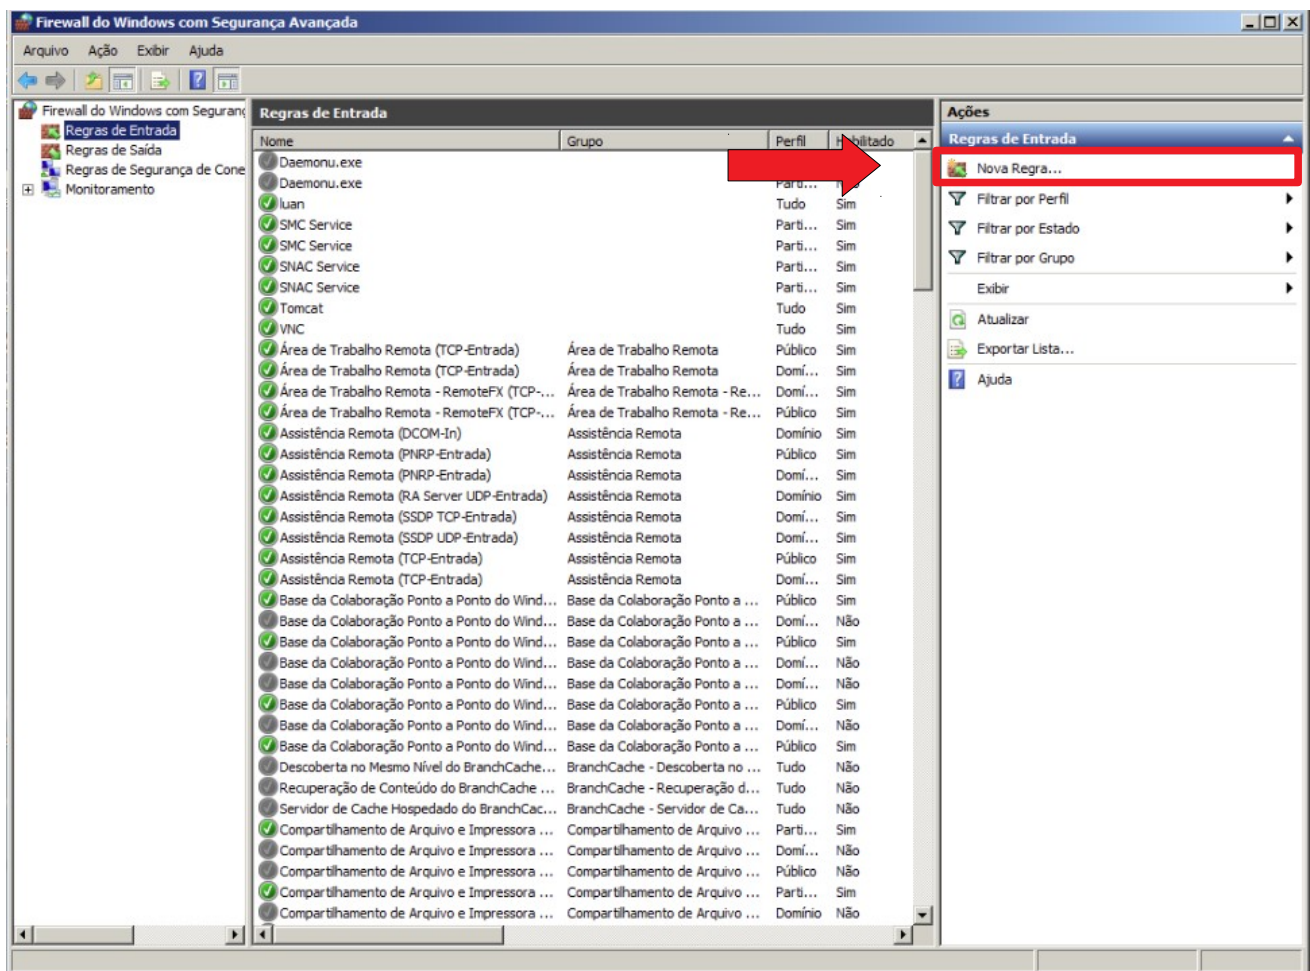 Firewall do Windows com Segurança Avançada
Arquivo Ação Exibir Ajuda
Firewall do Windows com Seguranç
Regras de Entrada
Regras de Saída
Regras de Segurança de Cone
Monitoramento
Regras de Entrada
Nome Grupo Perfil Habilitado
Daemonu.exe
Daemonu.exe Parti... Não
luan Tudo Sim
SMC Service Parti... Sim
SMC Service Parti... Sim
SNAC Service Parti... Sim
SNAC Service Parti... Sim
Tomcat Tudo Sim
VNC Tudo Sim
Área de Trabalho Remota (TCP-Entrada) Área de Trabalho Remota Público Sim
Área de Trabalho Remota (TCP-Entrada) Área de Trabalho Remota Domí... Sim
Área de Trabalho Remota - RemoteFX (TCP-... Área de Trabalho Remota - Re... Domí... Sim
Área de Trabalho Remota - RemoteFX (TCP-... Área de Trabalho Remota - Re... Público Sim
Assistência Remota (DCOM-In) Assistência Remota Domínio Sim
Assistência Remota (PNRP-Entrada) Assistência Remota Público Sim
Assistência Remota (PNRP-Entrada) Assistência Remota Domí... Sim
Assistência Remota (RA Server UDP-Entrada) Assistência Remota Domínio Sim
Assistência Remota (SSDP TCP-Entrada) Assistência Remota Domí... Sim
Assistência Remota (SSDP UDP-Entrada) Assistência Remota Domí... Sim
Assistência Remota (TCP-Entrada) Assistência Remota Público Sim
Assistência Remota (TCP-Entrada) Assistência Remota Domí... Sim
Base da Colaboração Ponto a Ponto do Wind... Base da Colaboração Ponto a ... Público Sim
Base da Colaboração Ponto a Ponto do Wind... Base da Colaboração Ponto a ... Domí... Não
Base da Colaboração Ponto a Ponto do Wind... Base da Colaboração Ponto a ... Público Sim
Base da Colaboração Ponto a Ponto do Wind... Base da Colaboração Ponto a ... Domí... Não
Base da Colaboração Ponto a Ponto do Wind... Base da Colaboração Ponto a ... Domí... Não
Base da Colaboração Ponto a Ponto do Wind... Base da Colaboração Ponto a ... Público Sim
Base da Colaboração Ponto a Ponto do Wind... Base da Colaboração Ponto a ... Domí... Não
Base da Colaboração Ponto a Ponto do Wind... Base da Colaboração Ponto a ... Público Sim
Descoberta no Mesmo Nível do BranchCache... BranchCache - Descoberta no ... Tudo Não
Recuperação de Conteúdo do BranchCache ... BranchCache - Recuperação d... Tudo Não
Servidor de Cache Hospedado do BranchCac... BranchCache - Servidor de Ca... Tudo Não
Compartilhamento de Arquivo e Impressora ... Compartilhamento de Arquivo ... Parti... Sim
Compartilhamento de Arquivo e Impressora ... Compartilhamento de Arquivo ... Domí... Não
Compartilhamento de Arquivo e Impressora ... Compartilhamento de Arquivo ... Público Não
Compartilhamento de Arquivo e Impressora ... Compartilhamento de Arquivo ... Parti... Sim
Compartilhamento de Arquivo e Impressora ... Compartilhamento de Arquivo ... Domínio Não
Ações
Regras de Entrada
Nova Regra...
Filtrar por Perfil
Filtrar por Estado
Filtrar por Grupo
Exibir
Atualizar
Exportar Lista...
Ajuda